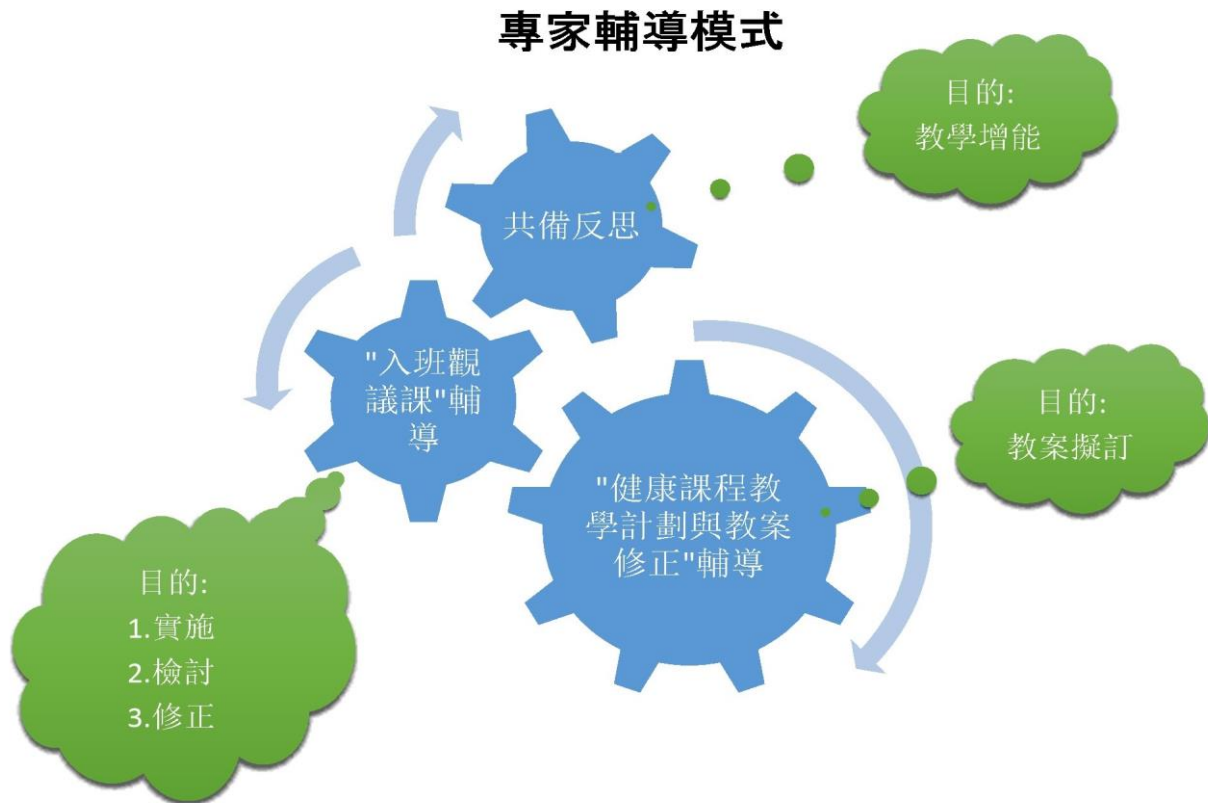 專家輔導模式
目的:
教學增能
共備反思
"入班觀
議課"輔
導
目的:
教案擬訂
"健康課程教
學計劃與教案
修正"輔導
目的:
1.實施
2.檢討
3.修正